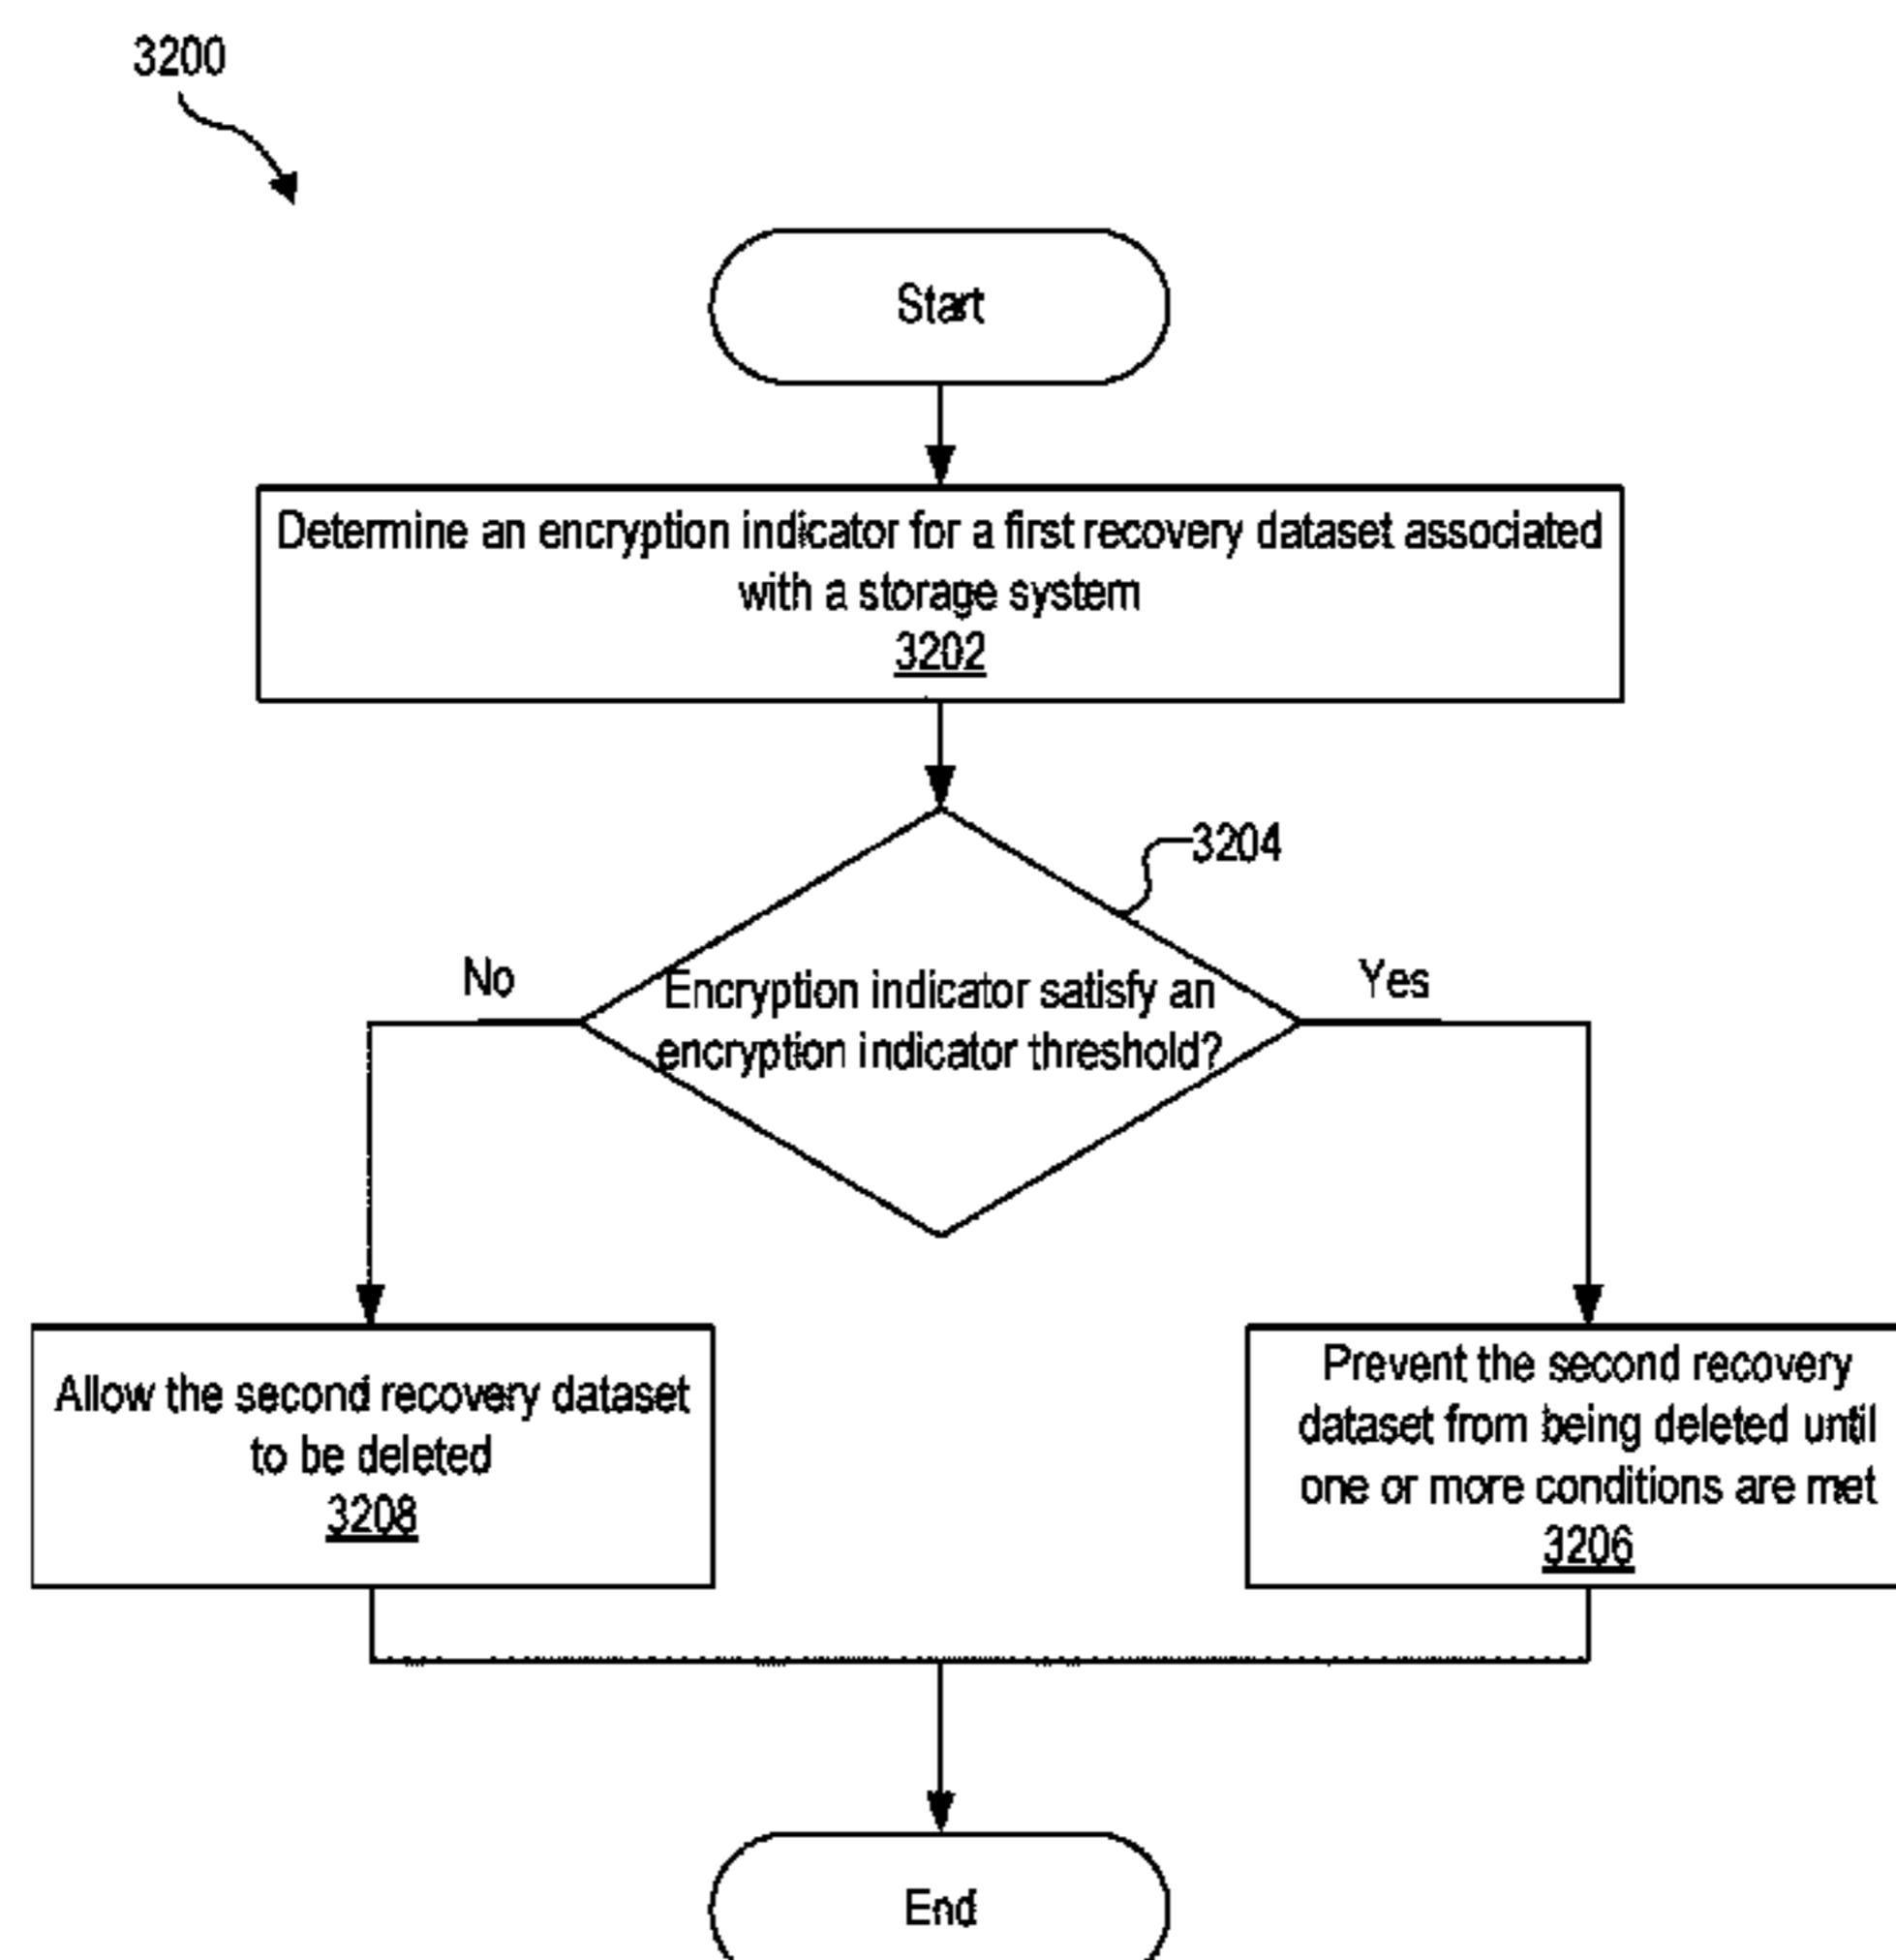 3200
Start
Determine an encryption indicator for a first recovery dataset associated
with a storage system
3202
3204
No
Yes
Encryption indicator satisfy an
encryption indicator threshold?
Allow the second recovery dataset
to be deleted
3208
Prevent the second recovery
dataset from being deleted until
one or more conditions are met
3206
End